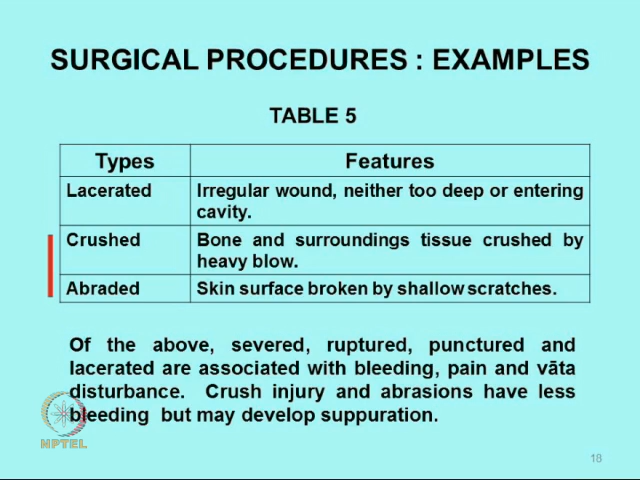 SURGICAL PROCEDURES : EXAMPLES
TABLE 5
Types Features
Lacerated Irregular wound, neither too deep or entering
cavity.
Crushed Bone and surroundings tissue crushed by
heavy blow.
Abraded Skin surface broken by shallow scratches.
Of the above, severed, ruptured, punctured and
lacerated are associated with bleeding, pain and vāta
disturbance. Crush injury and abrasions have less
bleeding but may develop suppuration.
NPTEL
18